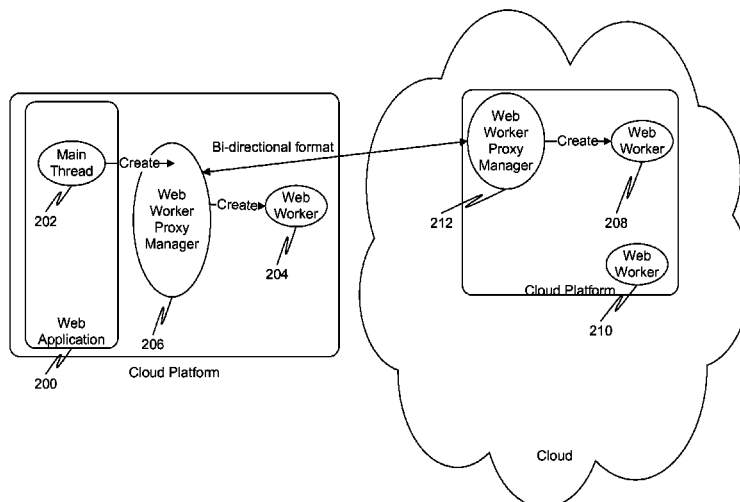 Main
Thread
Create
202
Web
Worker
Proxy
Manager
Create
Web
Worker
204
206
Web
Application
200
Cloud Platform
Bi-directional format
Web
Worker
Proxy
Manager
Create
Web
Worker
212
208
Web
Worker
Cloud Platform
210
Cloud